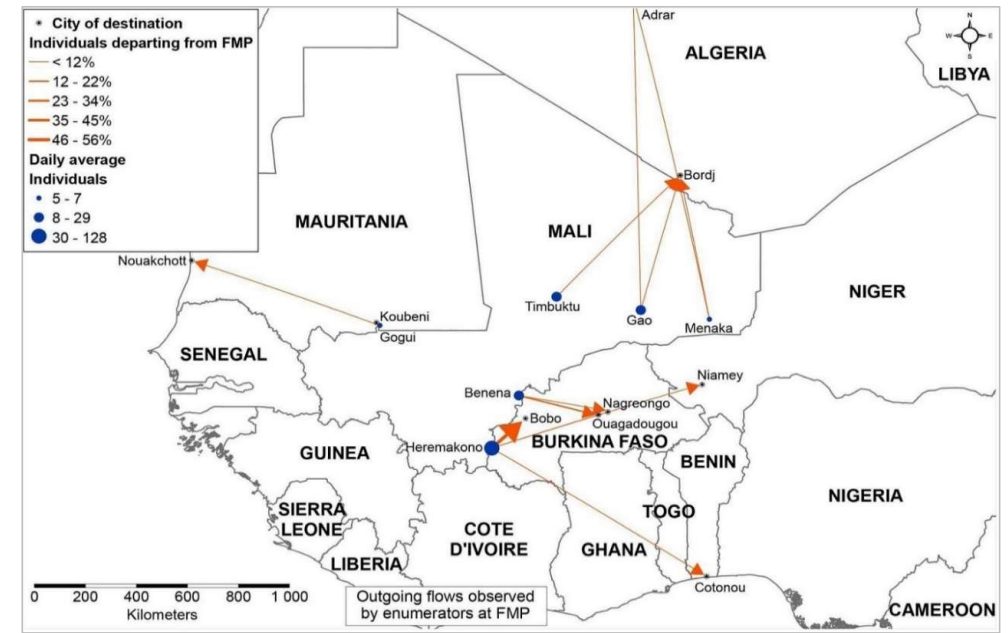 City of destination
Individuals departing from FMP
< 12%
12 - 22%
23 - 34%
35 - 45%
46 - 56%
Daily average
Individuals
5 - 7
8 - 29
30 - 128
Adrar
ALGERIA
N
W E
S
LIBYA
Bordj
MAURITANIA
MALI
Nouakchott
NIGER
Timbuktu
Gao
Menaka
Koubeni
Gogui
SENEGAL
Niamey
Benena
Nagreongo
Bobo
Ouagadougou
Heremakono
BURKINA FASO
GUINEA
BENIN
NIGERIA
SIERRA
LEONE
TOGO
COTE
D'IVOIRE
GHANA
LIBERIA
Cotonou
0 200 400 600 800 1 000
Kilometers
Outgoing flows observed
by enumerators at FMP
CAMEROON